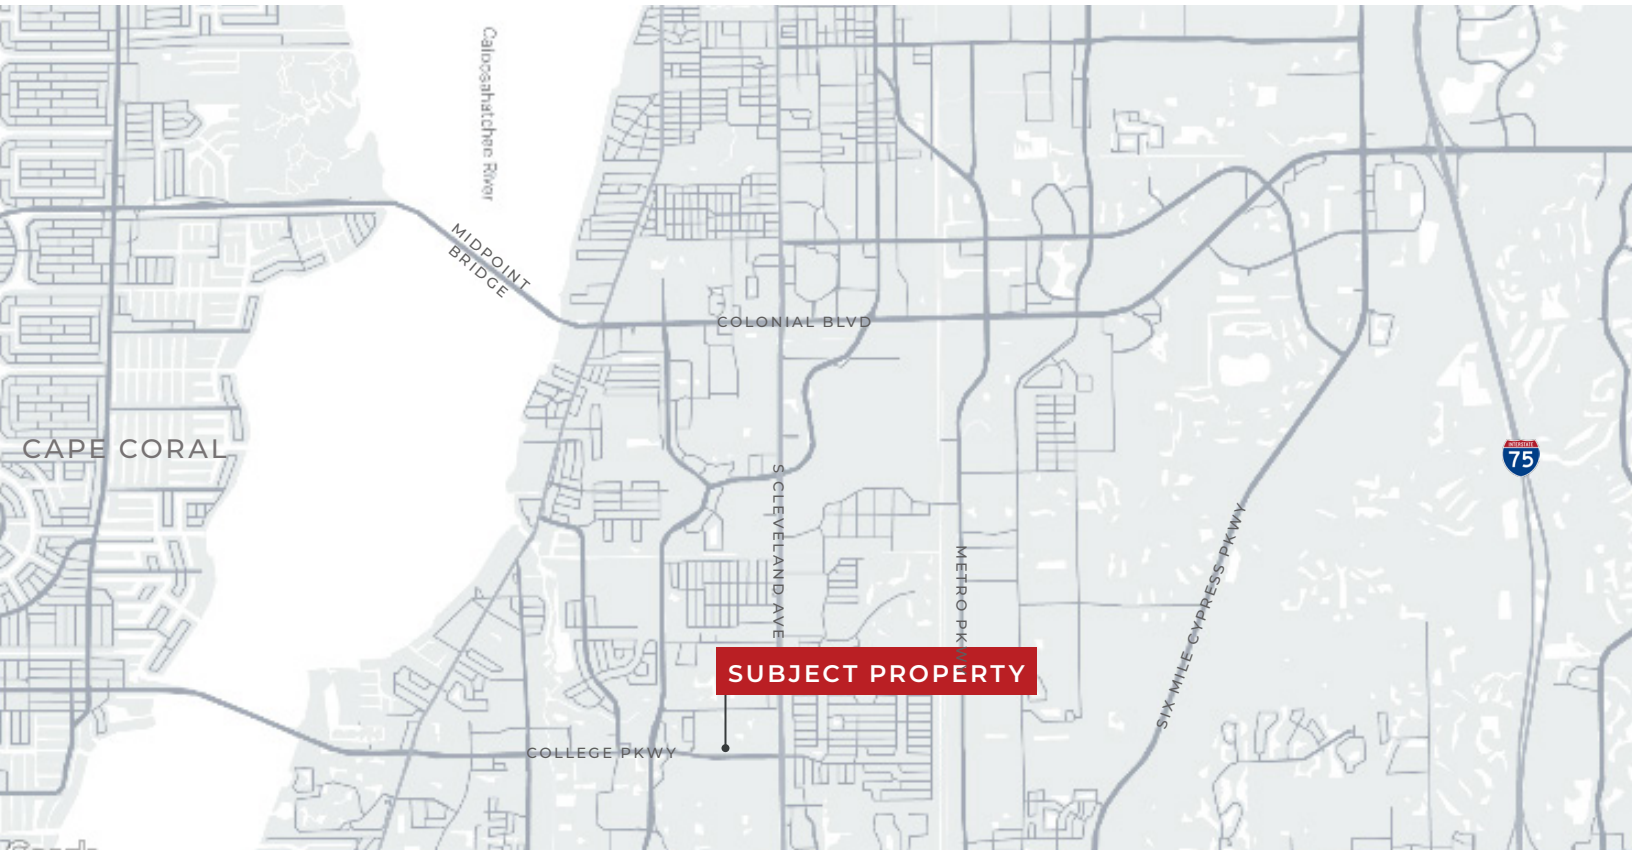 Caloosahatchee River
MIDPOINT
BRIDGE
COLONIAL BLVD
CAPE CORAL
INTERSTATE
75
S CLEVELAND AVE
METRO PKWY
SIX MILE CYPRESS PKWY
SUBJECT PROPERTY
COLLEGE PKWY